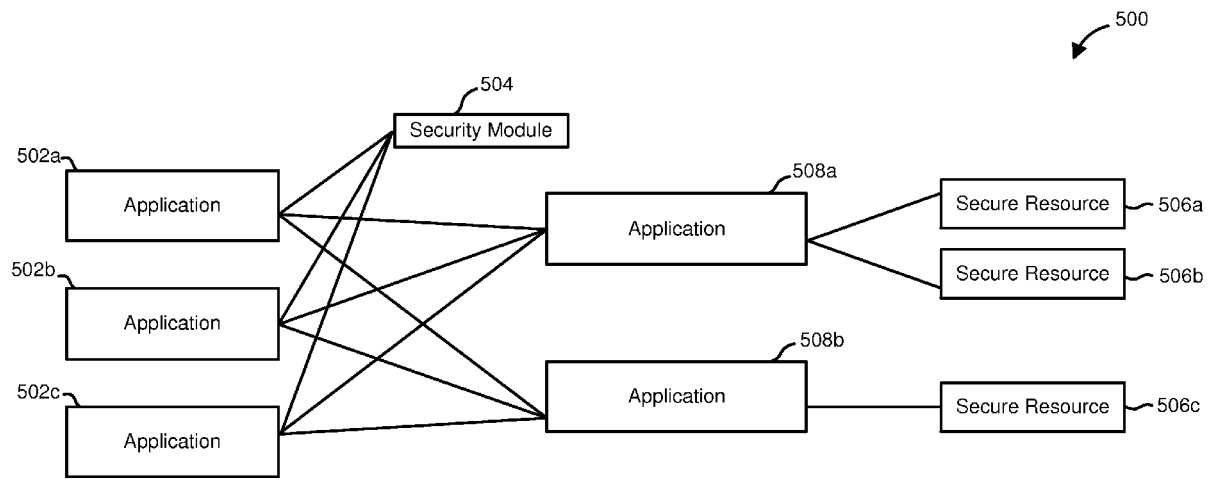 500
504
Security Module
502a
Application
508a
Application
Secure Resource
506a
502b
Application
Secure Resource
506b
508b
Application
502c
Application
Secure Resource
506c